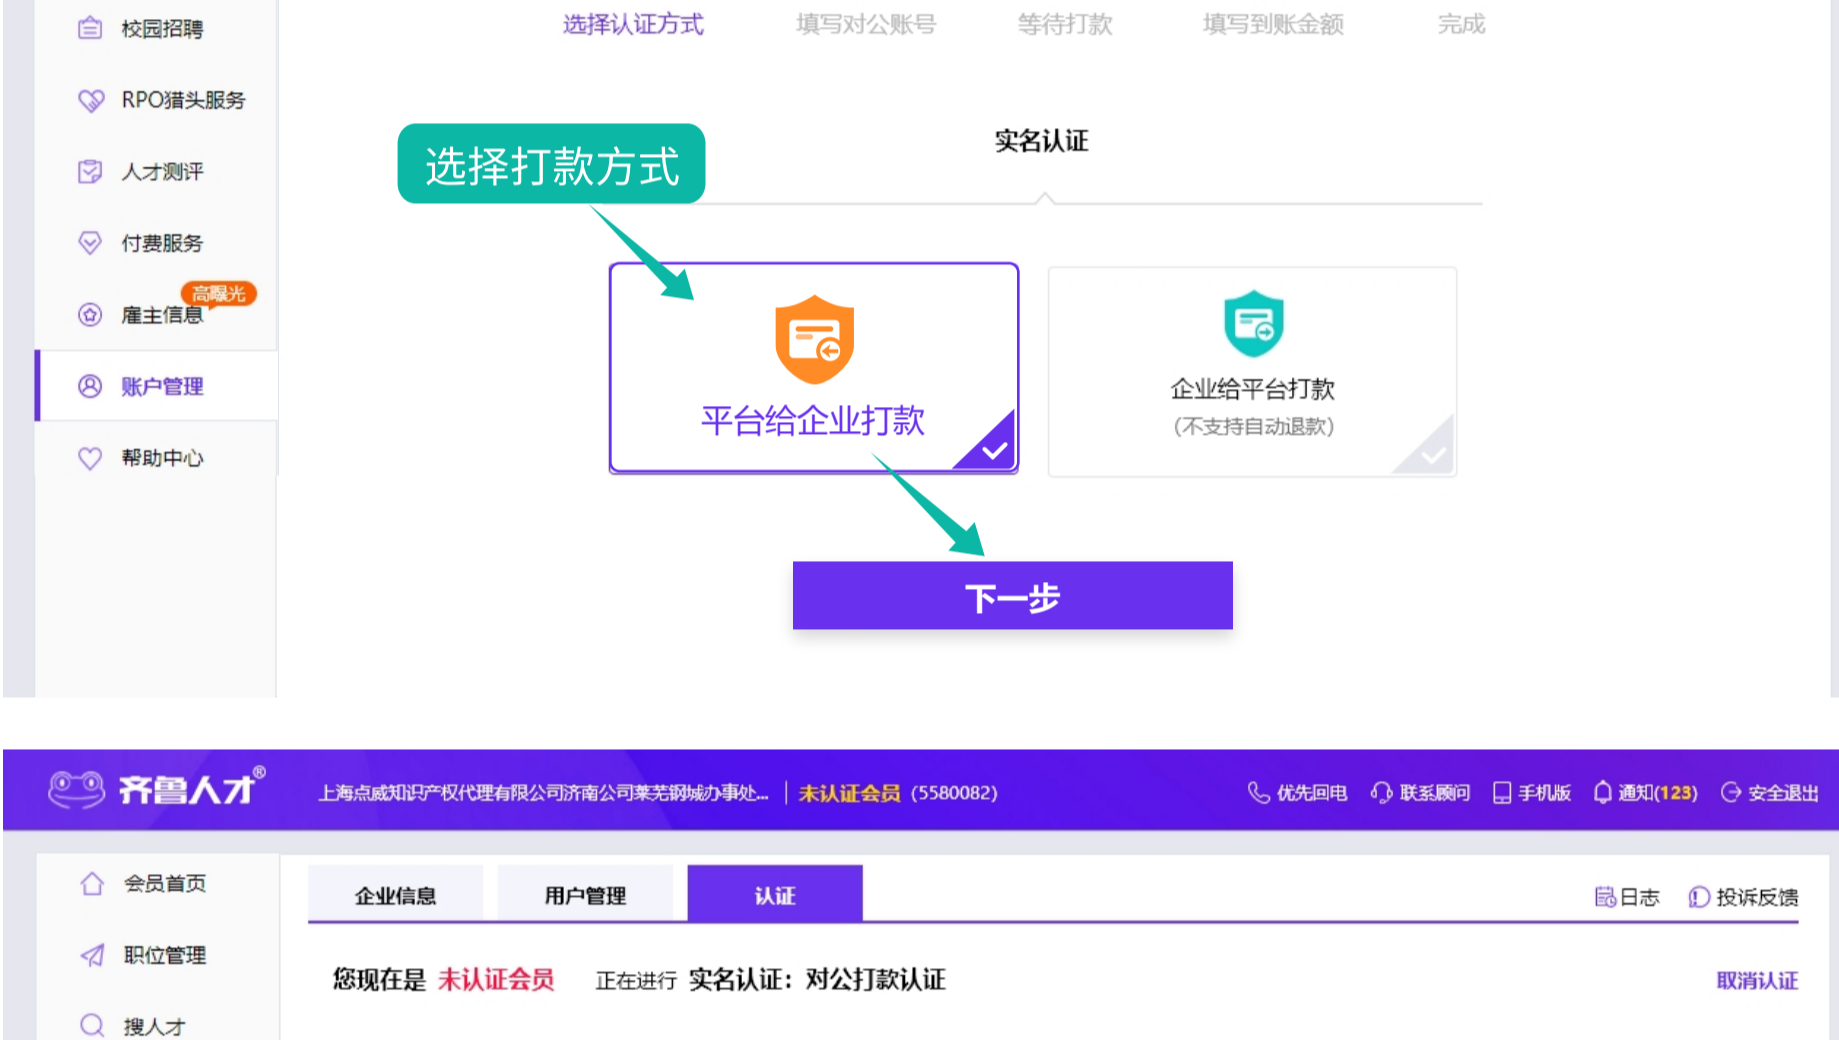 校园招聘
RPO猎头服务
人才测评
付费服务
高曝光
雇主信息
账户管理
帮助中心
选择认证方式
填写对公账号
等待打款
填写到账金额
完成
实名认证
选择打款方式
平台给企业打款
企业给平台打款
(不支持自动退款)
下一步
齐鲁人才®
上海点威知识产权代理有限公司济南公司莱芜钢城办事处... | 未认证会员 (5580082)
优先回电
联系顾问
手机版
通知(123)
安全退出
会员首页
职位管理
搜人才
企业信息
用户管理
认证
日志
投诉反馈
您现在是 未认证会员 正在进行 实名认证：对公打款认证
取消认证